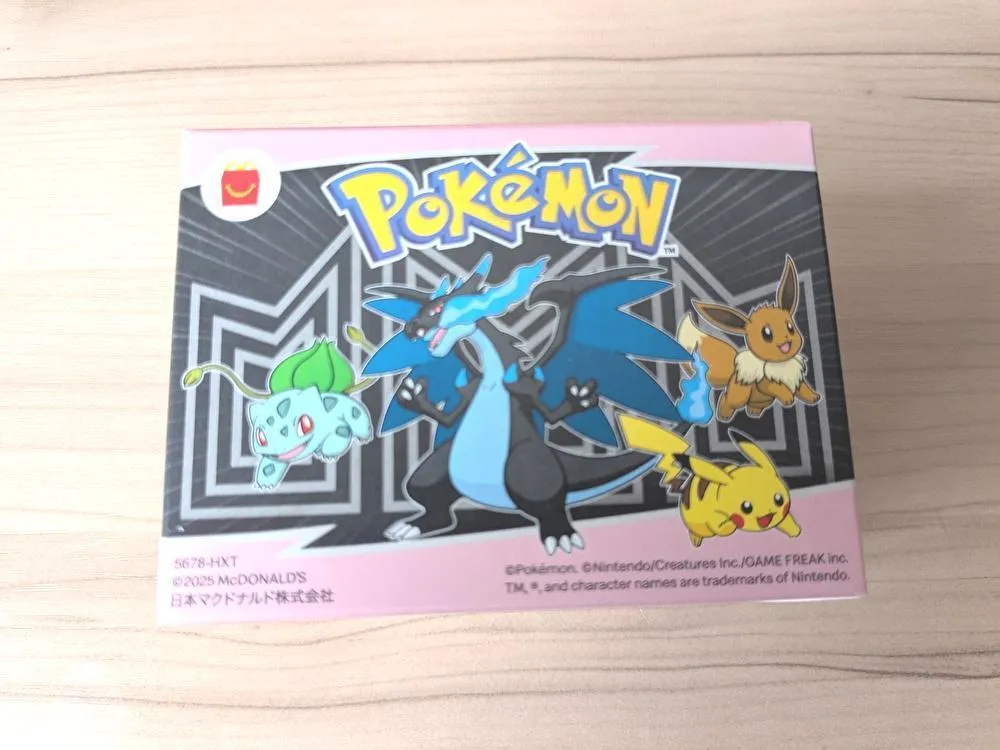 POKéMON
TM
5678-HXT
©2025 McDONALD'S
日本マクドナルド株式会社
©Pokémon. ©Nintendo/Creatures Inc./GAME FREAK inc.
TM, ®, and character names are trademarks of Nintendo.